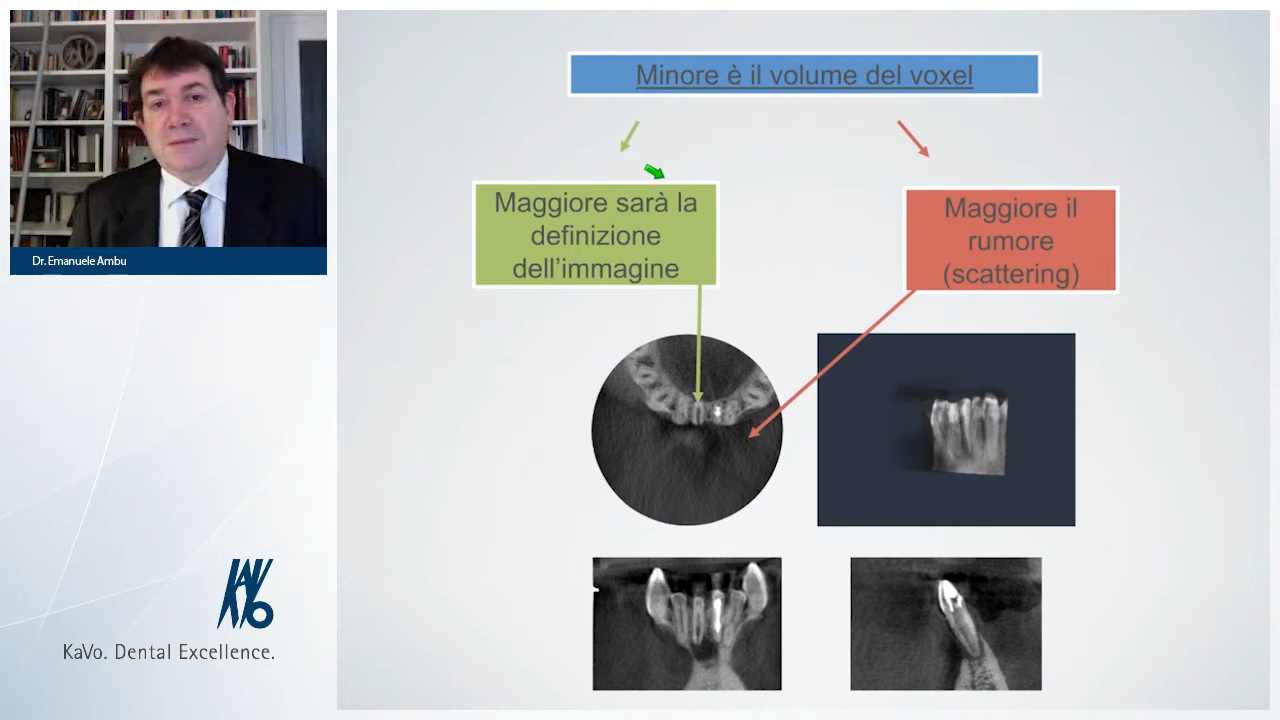 Minore è il volume del voxel
Maggiore sarà la
definizione
dell'immagine
Maggiore il
rumore
(scattering)
Dr. Emanuele Ambu
KAVO
KaVo. Dental Excellence.